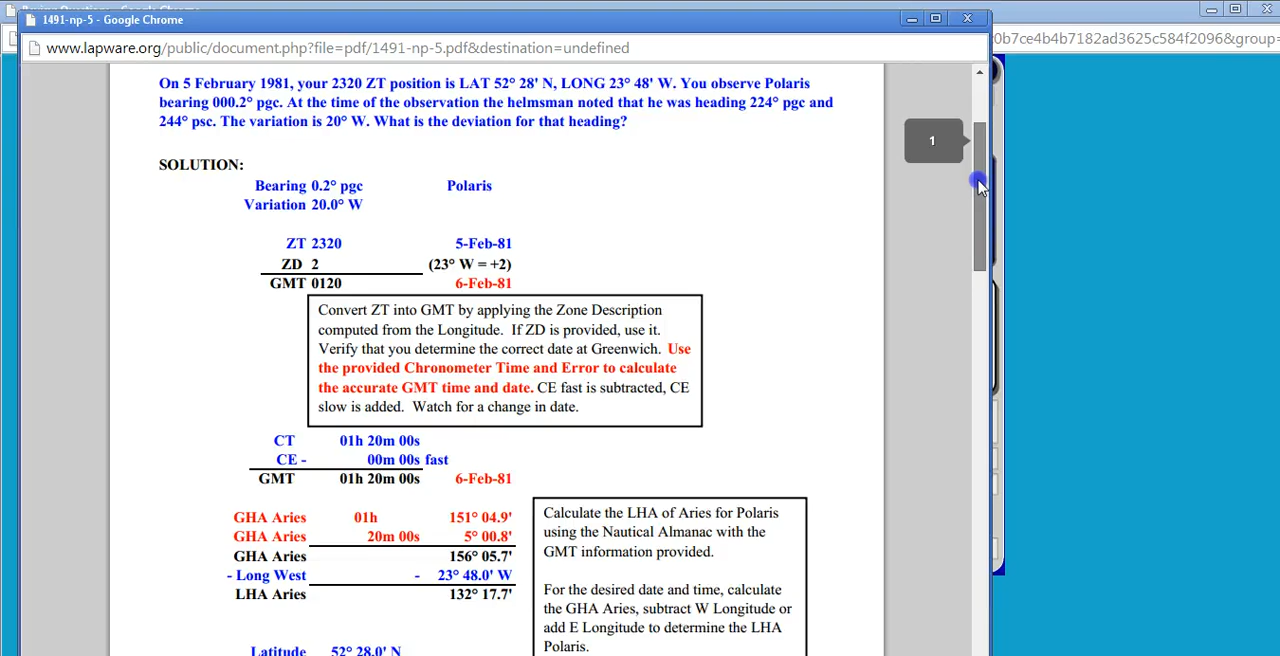 1491-np-5 - Google Chrome
www.lapware.org/public/document.php?file=pdf/1491-np-5.pdf&destination=undefined
0b7ce4b4b7182ad3625c584f2096&group=
On 5 February 1981, your 2320 ZT position is LAT 52° 28' N, LONG 23° 48' W. You observe Polaris
bearing 000.2° pgc. At the time of the observation the helmsman noted that he was heading 224° pgc and
244° psc. The variation is 20° W. What is the deviation for that heading?
1
SOLUTION:
Bearing 0.2° pgc Polaris
Variation 20.0° W
ZT 2320 5-Feb-81
ZD 2 (23° W = +2)
GMT 0120 6-Feb-81
Convert ZT into GMT by applying the Zone Description
computed from the Longitude. If ZD is provided, use it.
Verify that you determine the correct date at Greenwich. Use
the provided Chronometer Time and Error to calculate
the accurate GMT time and date. CE fast is subtracted, CE
slow is added. Watch for a change in date.
CT 01h 20m 00s
CE - 00m 00s fast
GMT 01h 20m 00s 6-Feb-81
GHA Aries 01h 151° 04.9'
GHA Aries 20m 00s 5° 00.8'
GHA Aries 156° 05.7'
- Long West - 23° 48.0' W
LHA Aries 132° 17.7'
Calculate the LHA of Aries for Polaris
using the Nautical Almanac with the
GMT information provided.
For the desired date and time, calculate
the GHA Aries, subtract W Longitude or
add E Longitude to determine the LHA
Polaris.
Latitude 52° 28.0' N